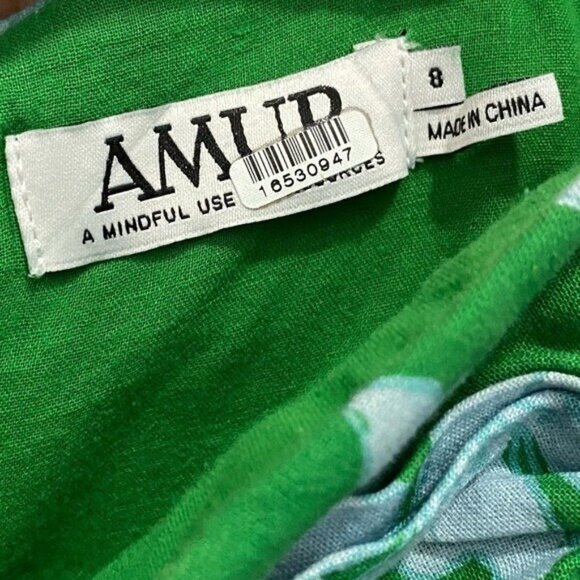 AMUR
A MINDFUL USE
16530947
8
MADE IN CHINA